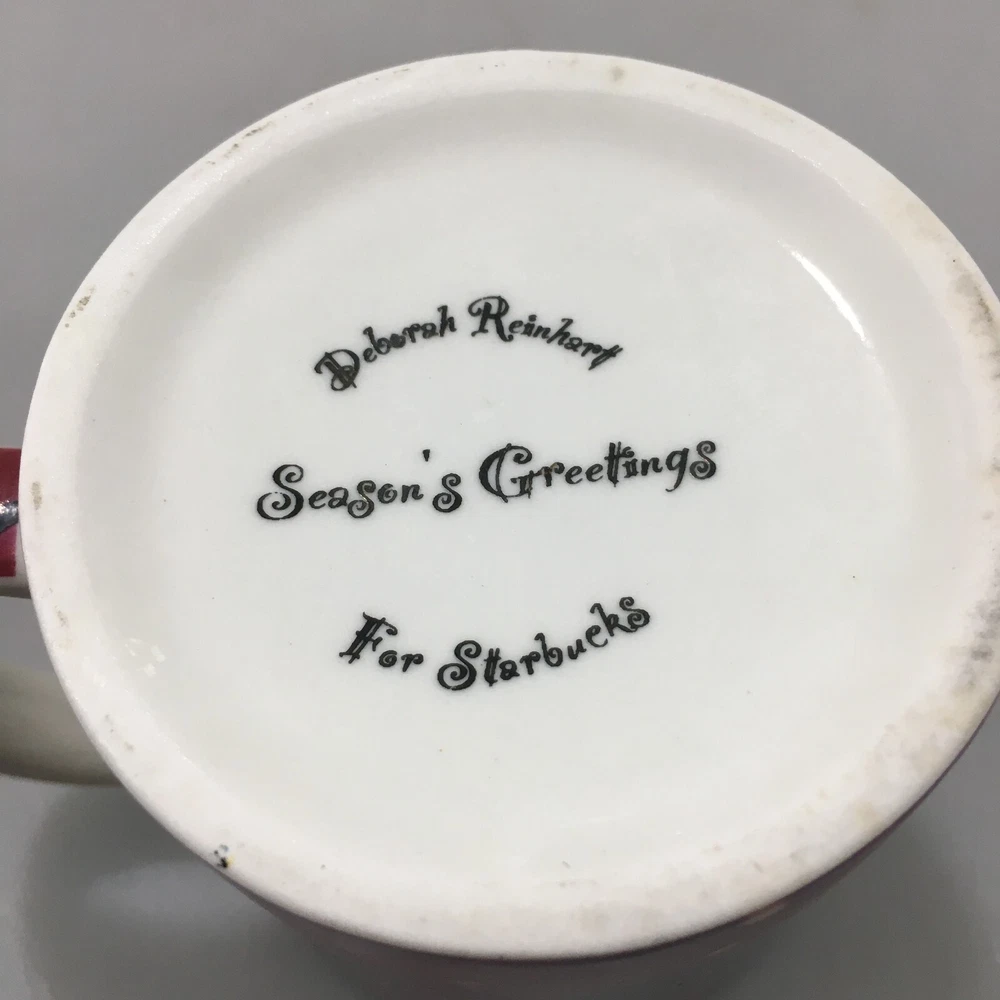 Deborah Reinhart
Season's Greetings
For Starbucks